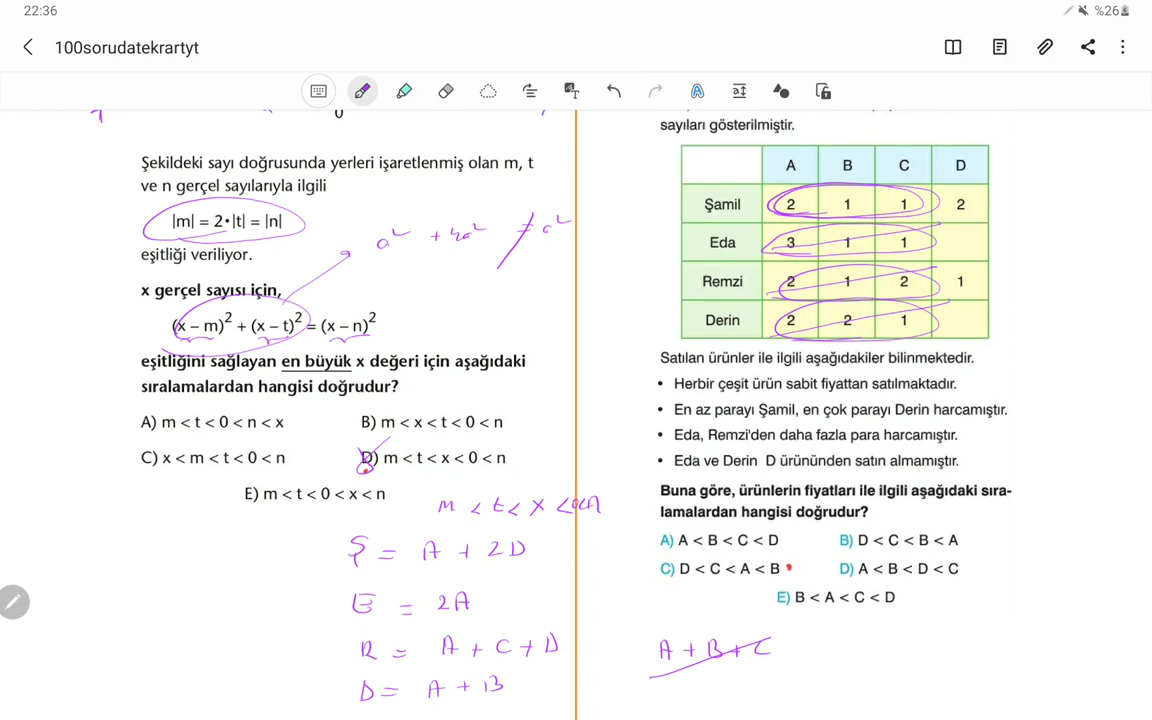 22:36
%26
100sorudatekrartyt
0
Şekildeki sayı doğrusunda yerleri işaretlenmiş olan m, t
ve n gerçel sayılarıyla ilgili
|m| = 2·|t| = |n|
eşitliği veriliyor.
x gerçel sayısı için,
(x – m)² + (x – t)² = (x – n)²
a² + 4a² ≠ a²
eşitliğini sağlayan en büyük x değeri için aşağıdaki
sıralamalardan hangisi doğrudur?
A) m < t < 0 < n < x
B) m < x < t < 0 < n
C) x < m < t < 0 < n
D) m < t < x < 0 < n
E) m < t < 0 < x < n
m < t < x < 0 < n
Ş = A + 2D
E = 2A
R = A + C + D
D = A + B
sayıları gösterilmiştir.
A B C D
Şamil 2 1 1 2
Eda 3 1 1
Remzi 2 1 2 1
Derin 2 2 1
Satılan ürünler ile ilgili aşağıdakiler bilinmektedir.
• Herbir çeşit ürün sabit fiyattan satılmaktadır.
• En az parayı Şamil, en çok parayı Derin harcamıştır.
• Eda, Remzi'den daha fazla para harcamıştır.
• Eda ve Derin D ürününden satın almamıştır.
Buna göre, ürünlerin fiyatları ile ilgili aşağıdaki sıra-
lamalardan hangisi doğrudur?
A) A < B < C < D
B) D < C < B < A
C) D < C < A < B
D) A < B < D < C
E) B < A < C < D
A + B + C